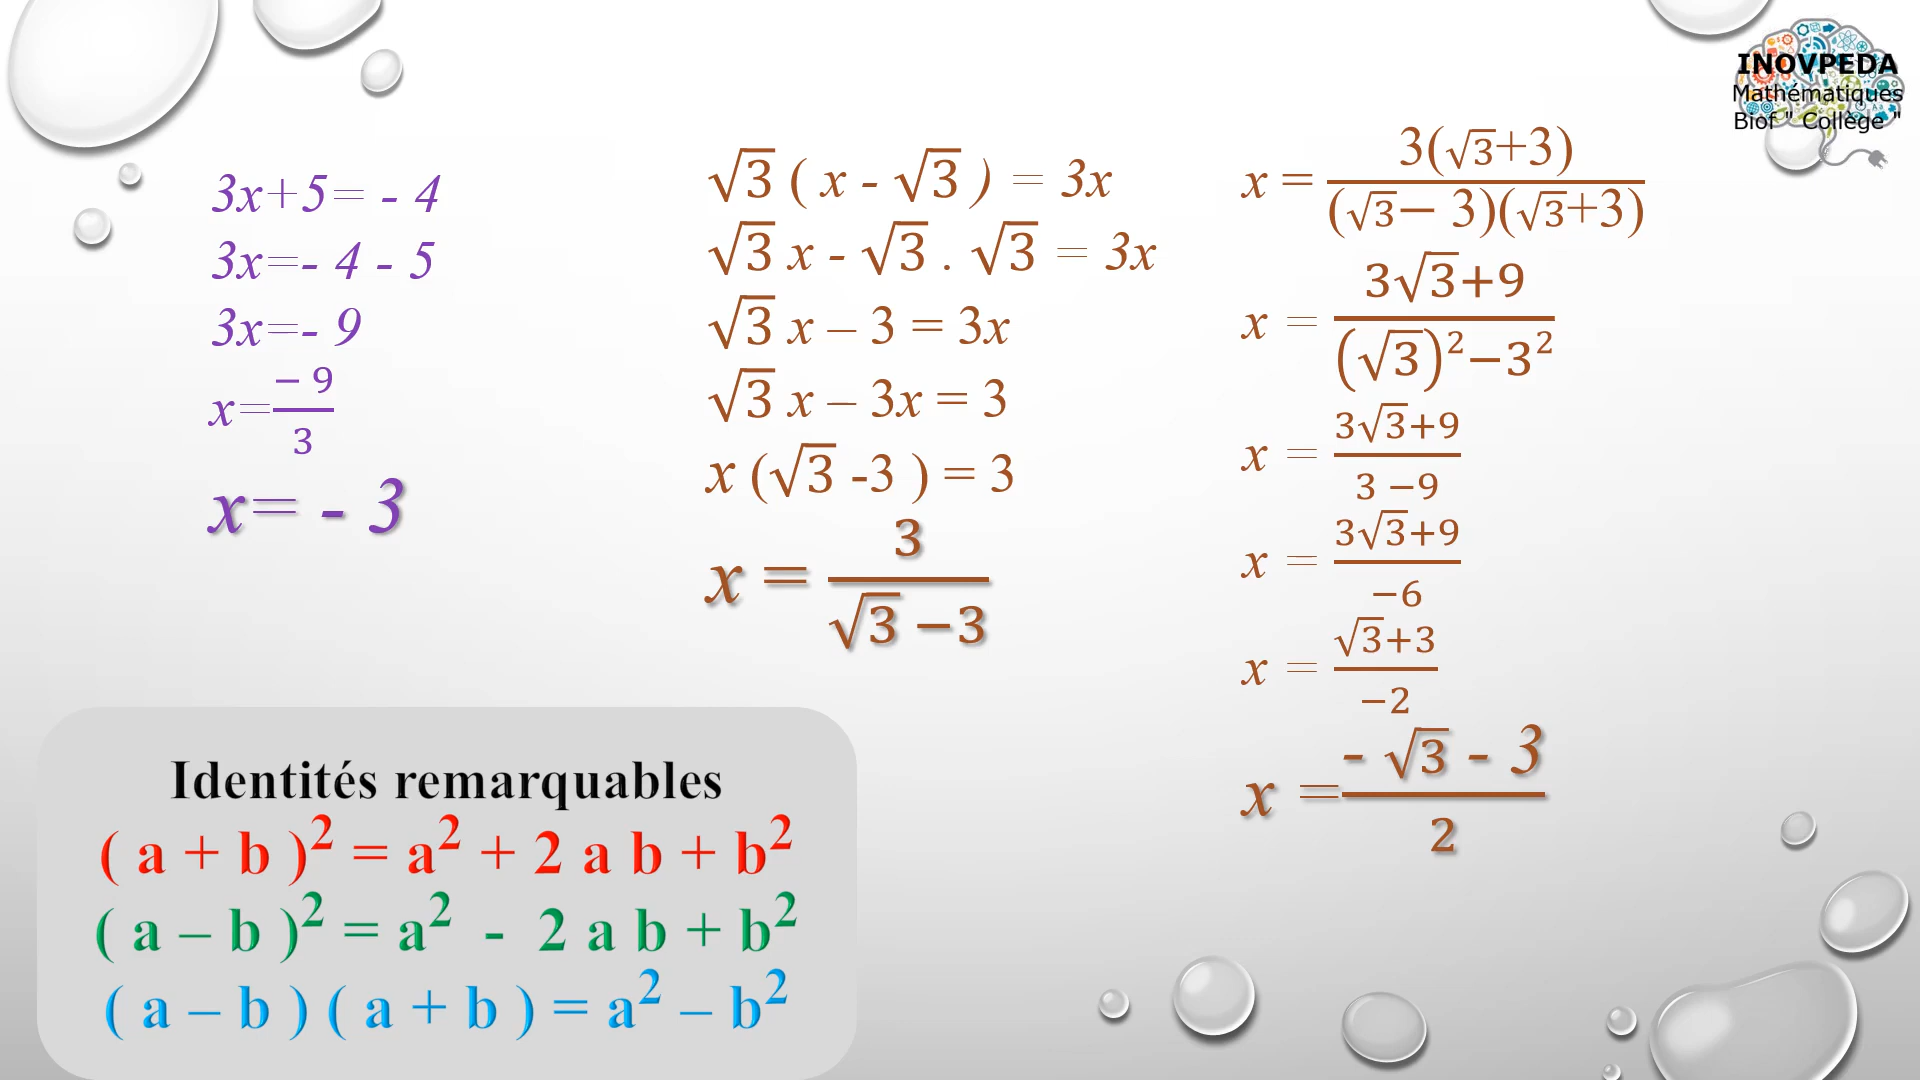 INOVPEDA
Mathématiques
Biof " Collège "
3x+5= - 4
3x=- 4 - 5
3x=- 9
x=− 9/3
x= - 3
√3 ( x - √3 ) = 3x
√3 x - √3 . √3 = 3x
√3 x – 3 = 3x
√3 x – 3x = 3
x (√3 -3 ) = 3
x = 3/(√3 −3)
x = 3(√3+3)/((√3− 3)(√3+3))
x = (3√3+9)/((√3)²−3²)
x = (3√3+9)/(3 −9)
x = (3√3+9)/(−6)
x = (√3+3)/(−2)
x =(- √3 - 3)/2
Identités remarquables
( a + b )² = a² + 2 a b + b²
( a – b )² = a² - 2 a b + b²
( a – b ) ( a + b ) = a² – b²